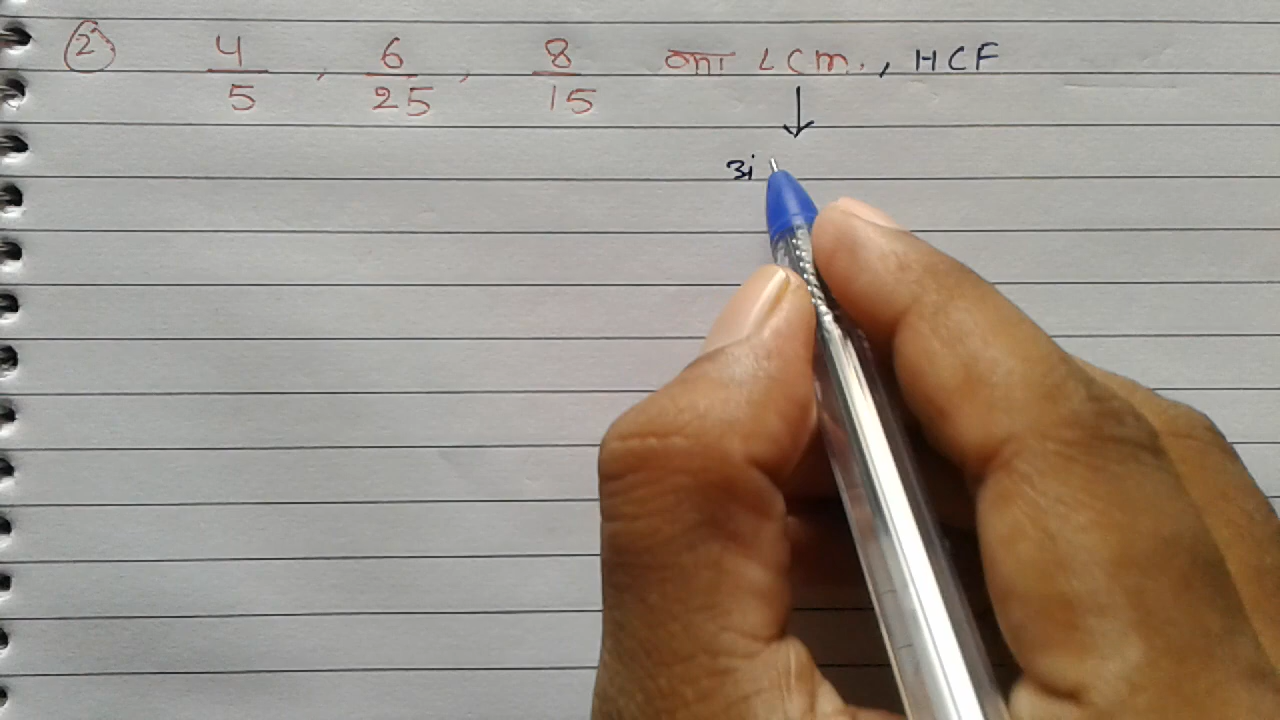 ② 4/5 , 6/25 , 8/15 का LCM. , HCF